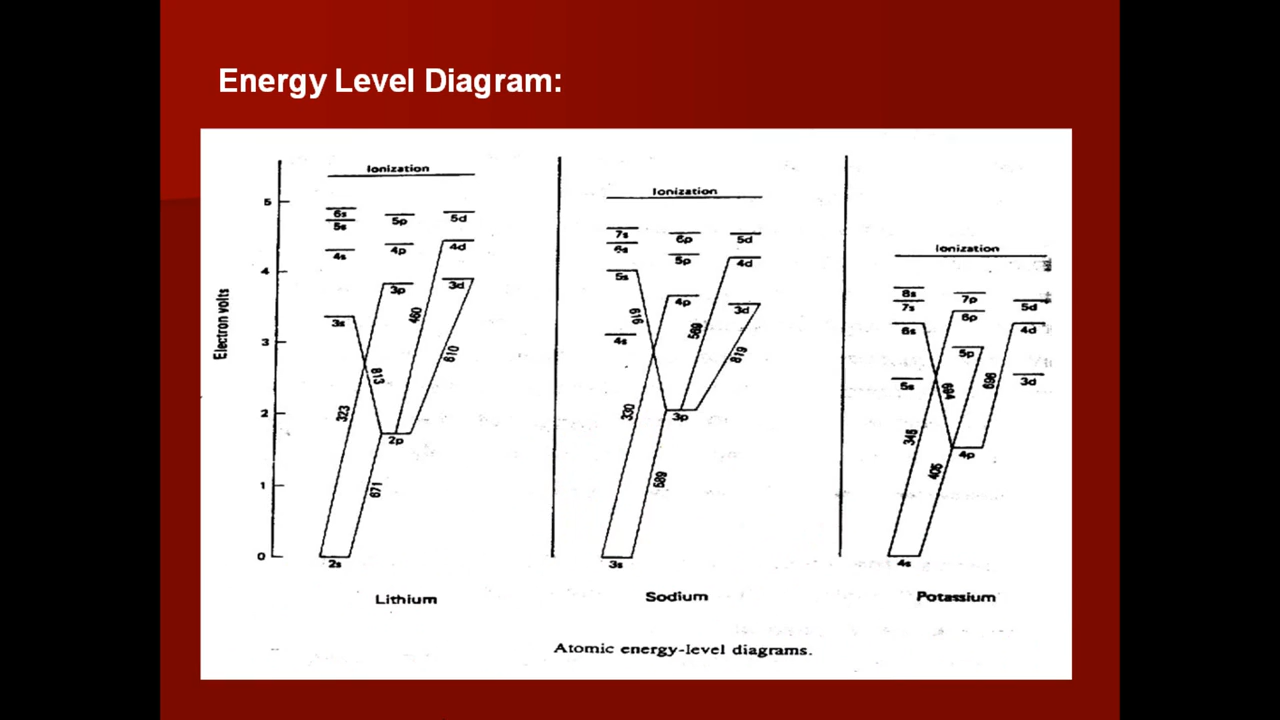 Energy Level Diagram:
Ionization
Ionization
Ionization
Electron volts
5
4
3
2
1
0
6s
5s
4s
3s
2s
5p
4p
3p
2p
5d
4d
3d
323
813
671
460
610
7s
6s
5s
4s
3s
6p
5p
4p
3p
5d
4d
3d
616
330
569
819
589
8s
7s
6s
5s
4s
7p
6p
5p
4p
5d
4d
3d
694
696
345
405
Lithium
Sodium
Potassium
Atomic energy-level diagrams.